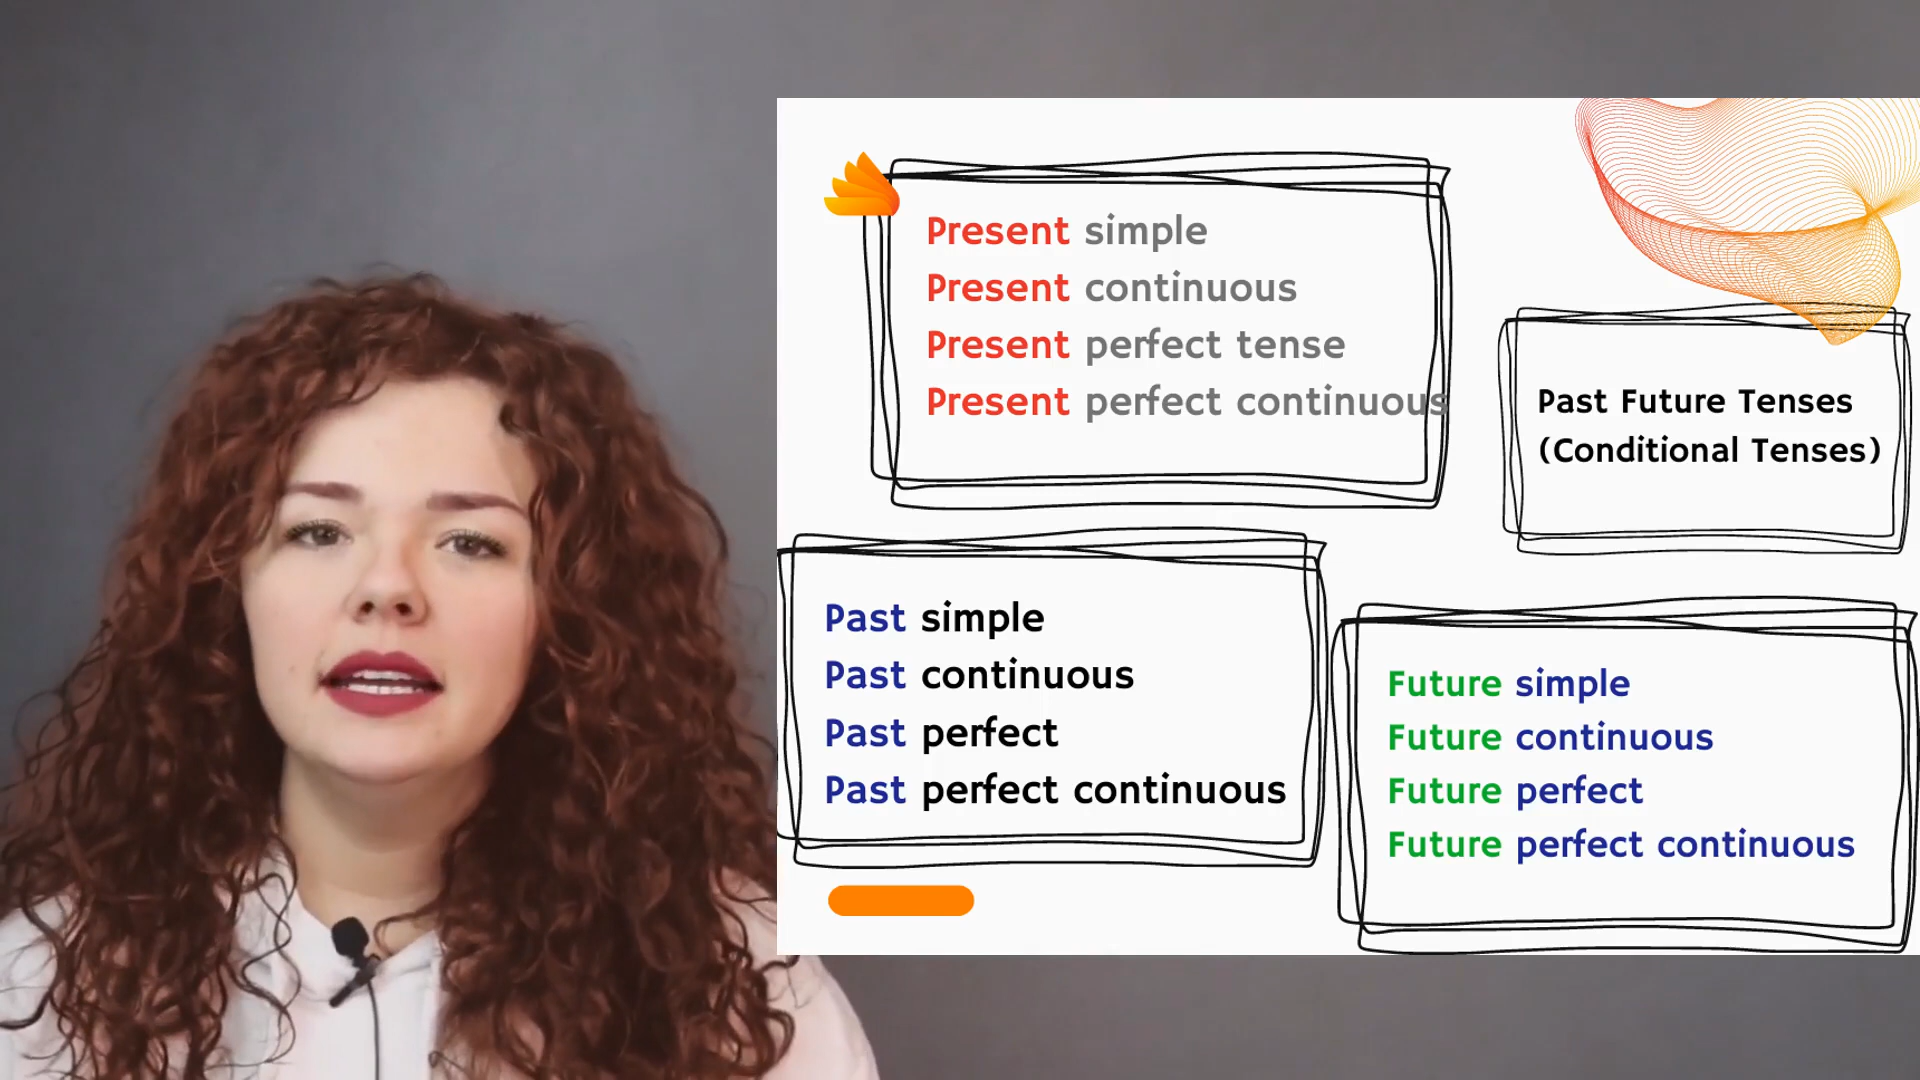 Present simple
Present continuous
Present perfect tense
Present perfect continuous
Past Future Tenses
(Conditional Tenses)
Past simple
Past continuous
Past perfect
Past perfect continuous
Future simple
Future continuous
Future perfect
Future perfect continuous